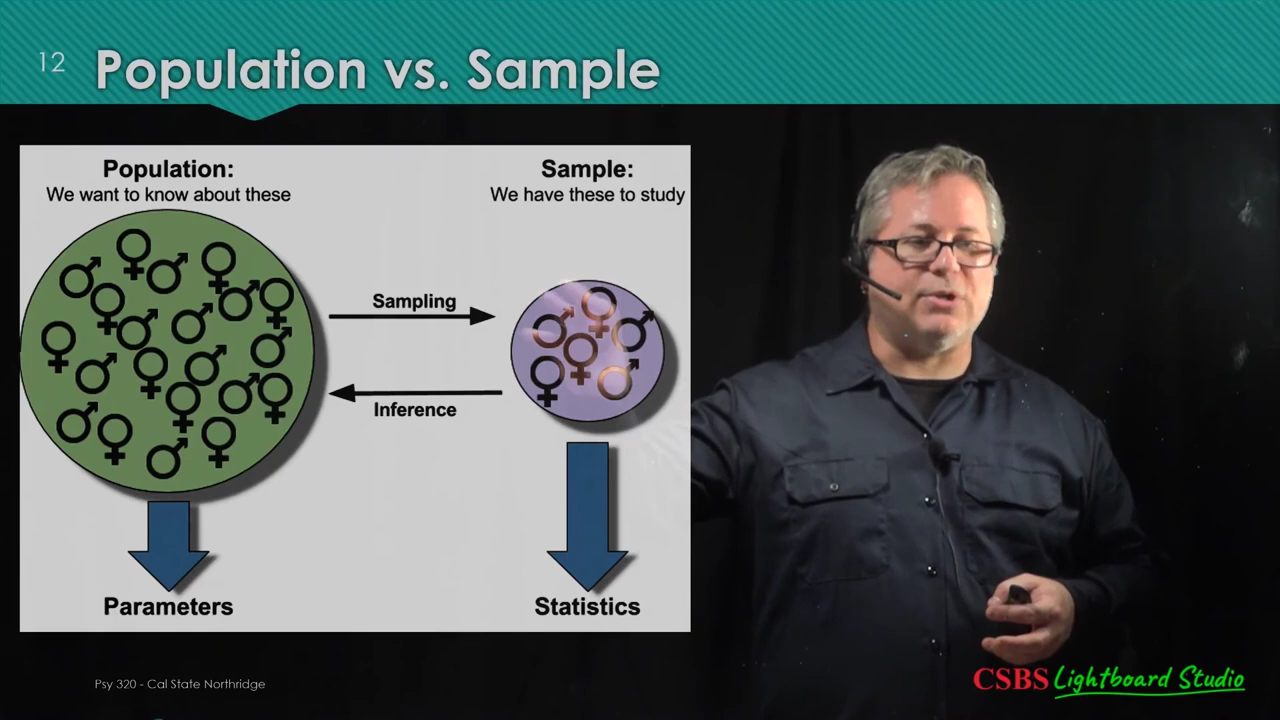 12
Population vs. Sample
Population:
We want to know about these
Sample:
We have these to study
Sampling
Inference
Parameters
Statistics
Psy 320 - Cal State Northridge
CSBS Lightboard Studio